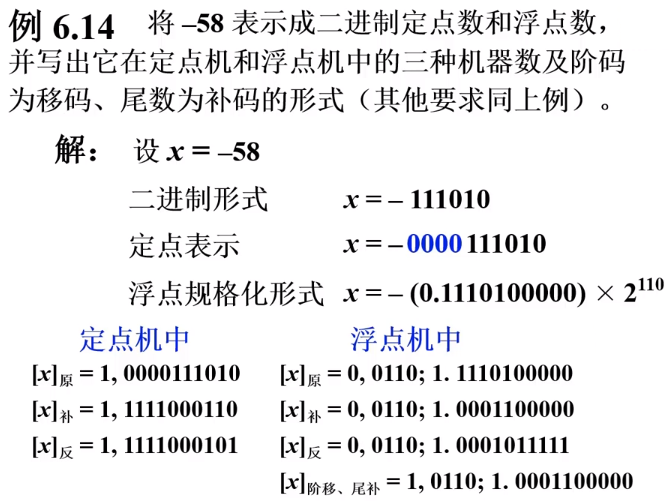 例 6.14 将 –58 表示成二进制定点数和浮点数，
并写出它在定点机和浮点机中的三种机器数及阶码
为移码、尾数为补码的形式（其他要求同上例）。
解： 设 x = –58
二进制形式 x = – 111010
定点表示 x = – 0000 111010
浮点规格化形式 x = – (0.1110100000) × 2^110
定点机中 浮点机中
[x]原 = 1, 0000111010 [x]原 = 0, 0110; 1. 1110100000
[x]补 = 1, 1111000110 [x]补 = 0, 0110; 1. 0001100000
[x]反 = 1, 1111000101 [x]反 = 0, 0110; 1. 0001011111
[x]阶移、尾补 = 1, 0110; 1. 0001100000